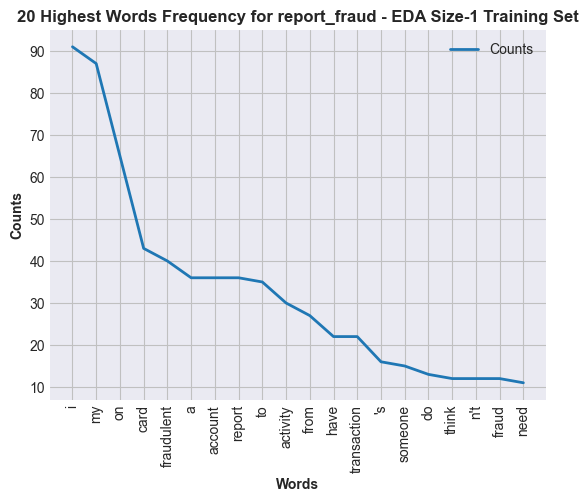 20 Highest Words Frequency for report_fraud - EDA Size-1 Training Set
Counts
90
80
70
60
50
40
30
20
10
Counts
i
my
on
card
fraudulent
a
account
report
to
activity
from
have
transaction
's
someone
do
think
n't
fraud
need
Words